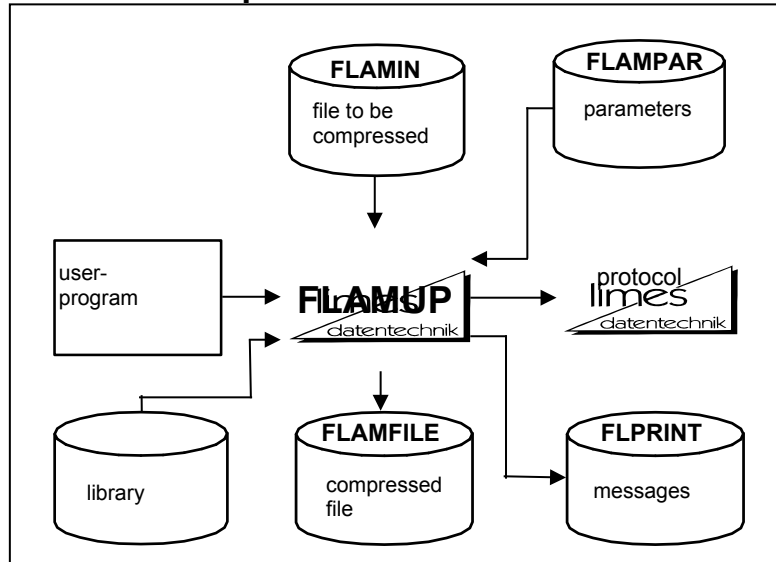 FLAMIN
file to be
compressed
FLAMPAR
parameters
user-
program
FLAMUP
limes
datentechnik
protocol
limes
datentechnik
library
FLAMFILE
compressed
file
FLPRINT
messages